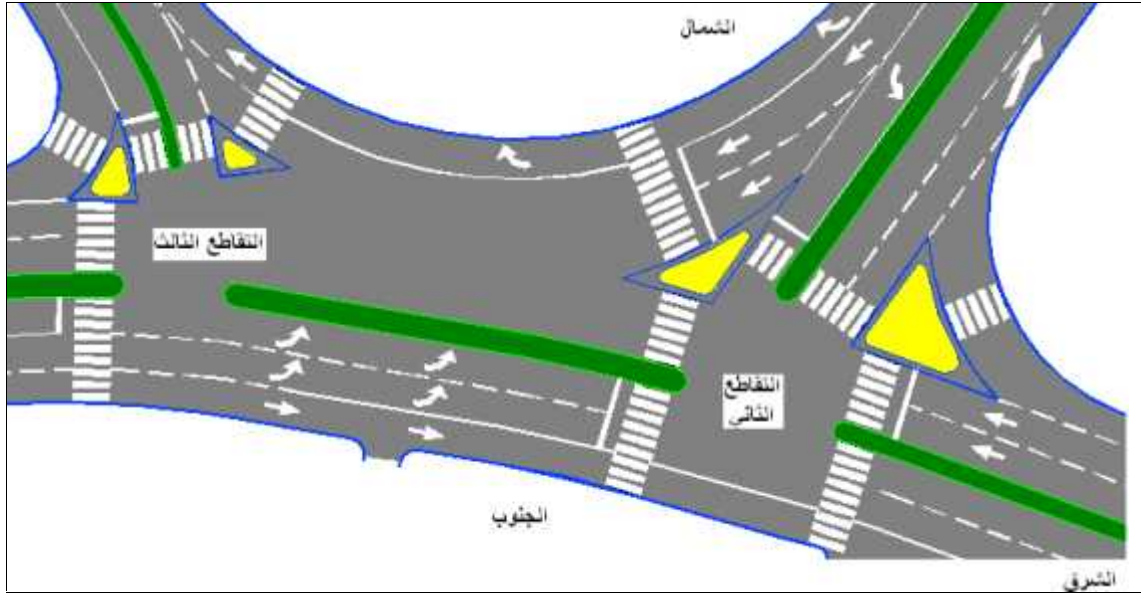 الشمال
التقاطع الثالث
التقاطع
الثاني
الجنوب
الشرق